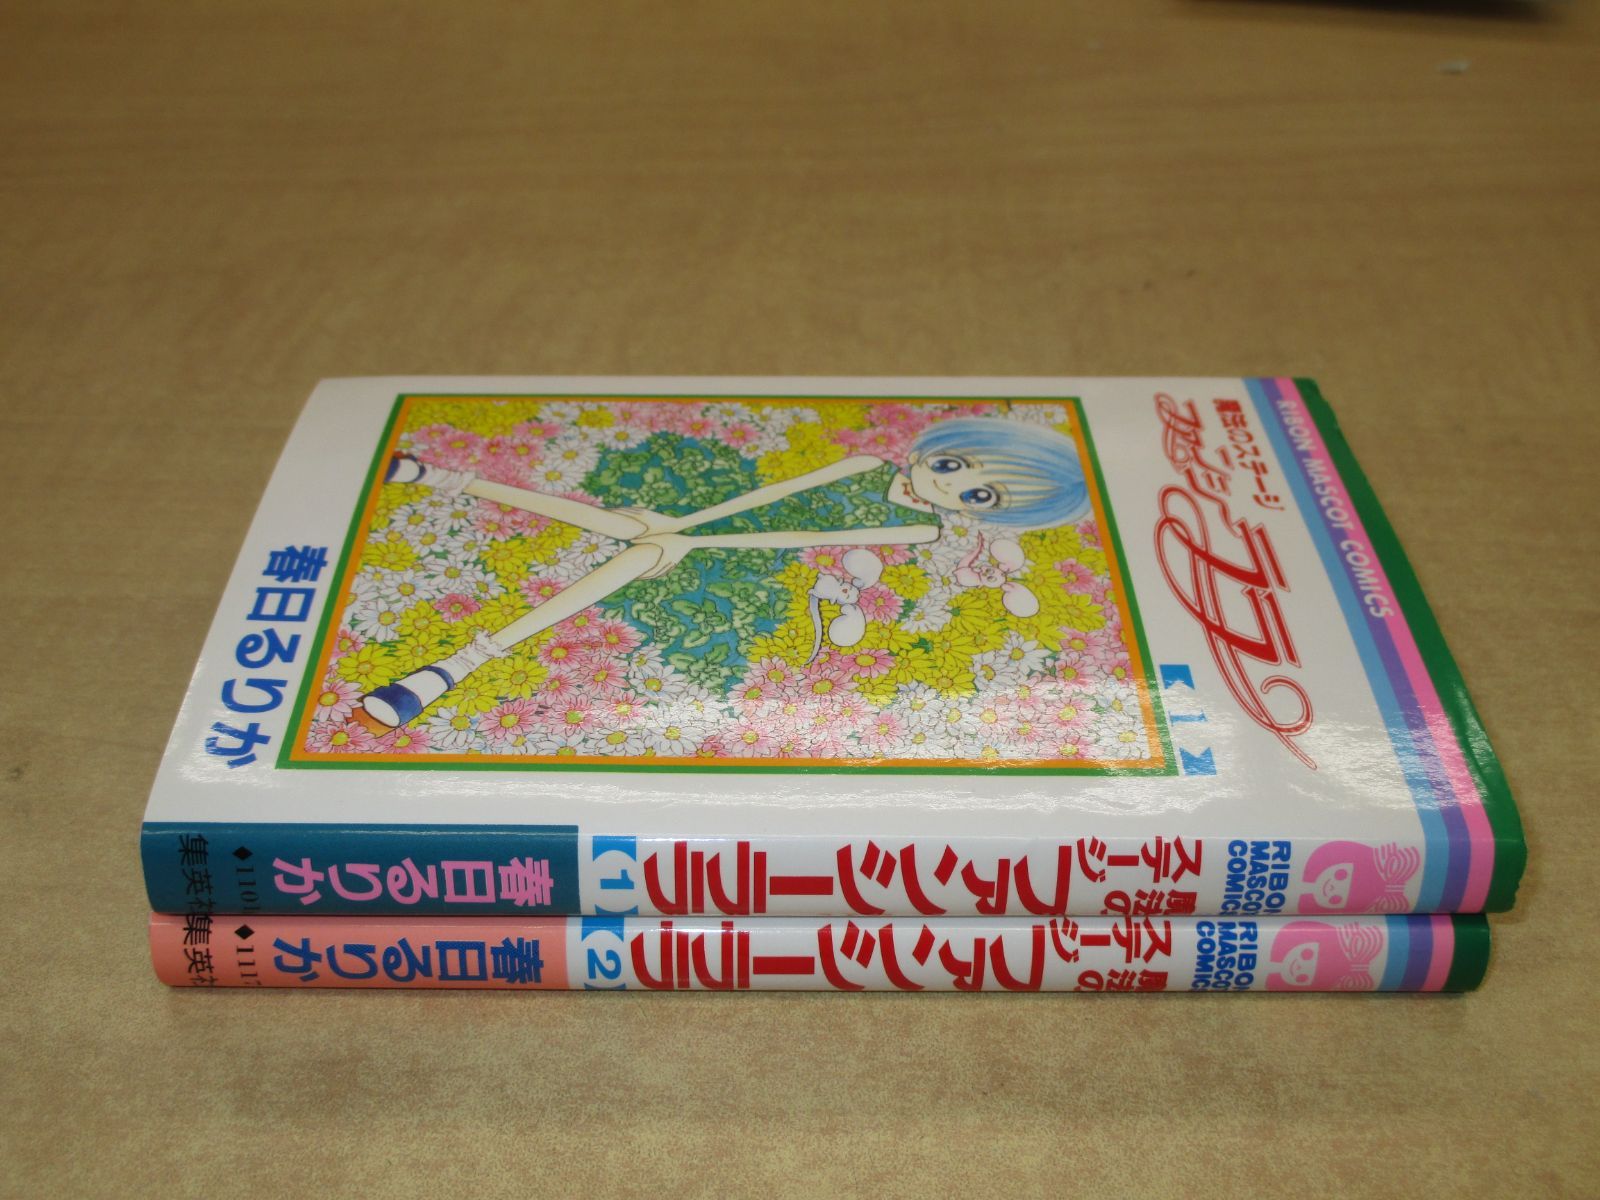 RIBON MASCOT COMICS
魔法のステージ
ファンシーララ
【1】
春日るりか
RIBON
MASCOT
COMICS
魔法の
ステージ
ファンシーララ
【1】
春日るりか
◆1101
集英社
RIBON
MASCOT
COMICS
魔法の
ステージ
ファンシーララ
【2】
春日るりか
集英社